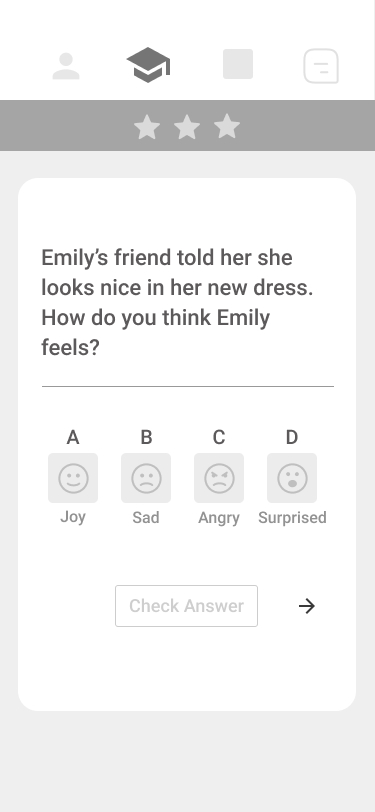 Emily’s friend told her she
looks nice in her new dress.
How do you think Emily
feels?
A B C D
Joy Sad Angry Surprised
Check Answer